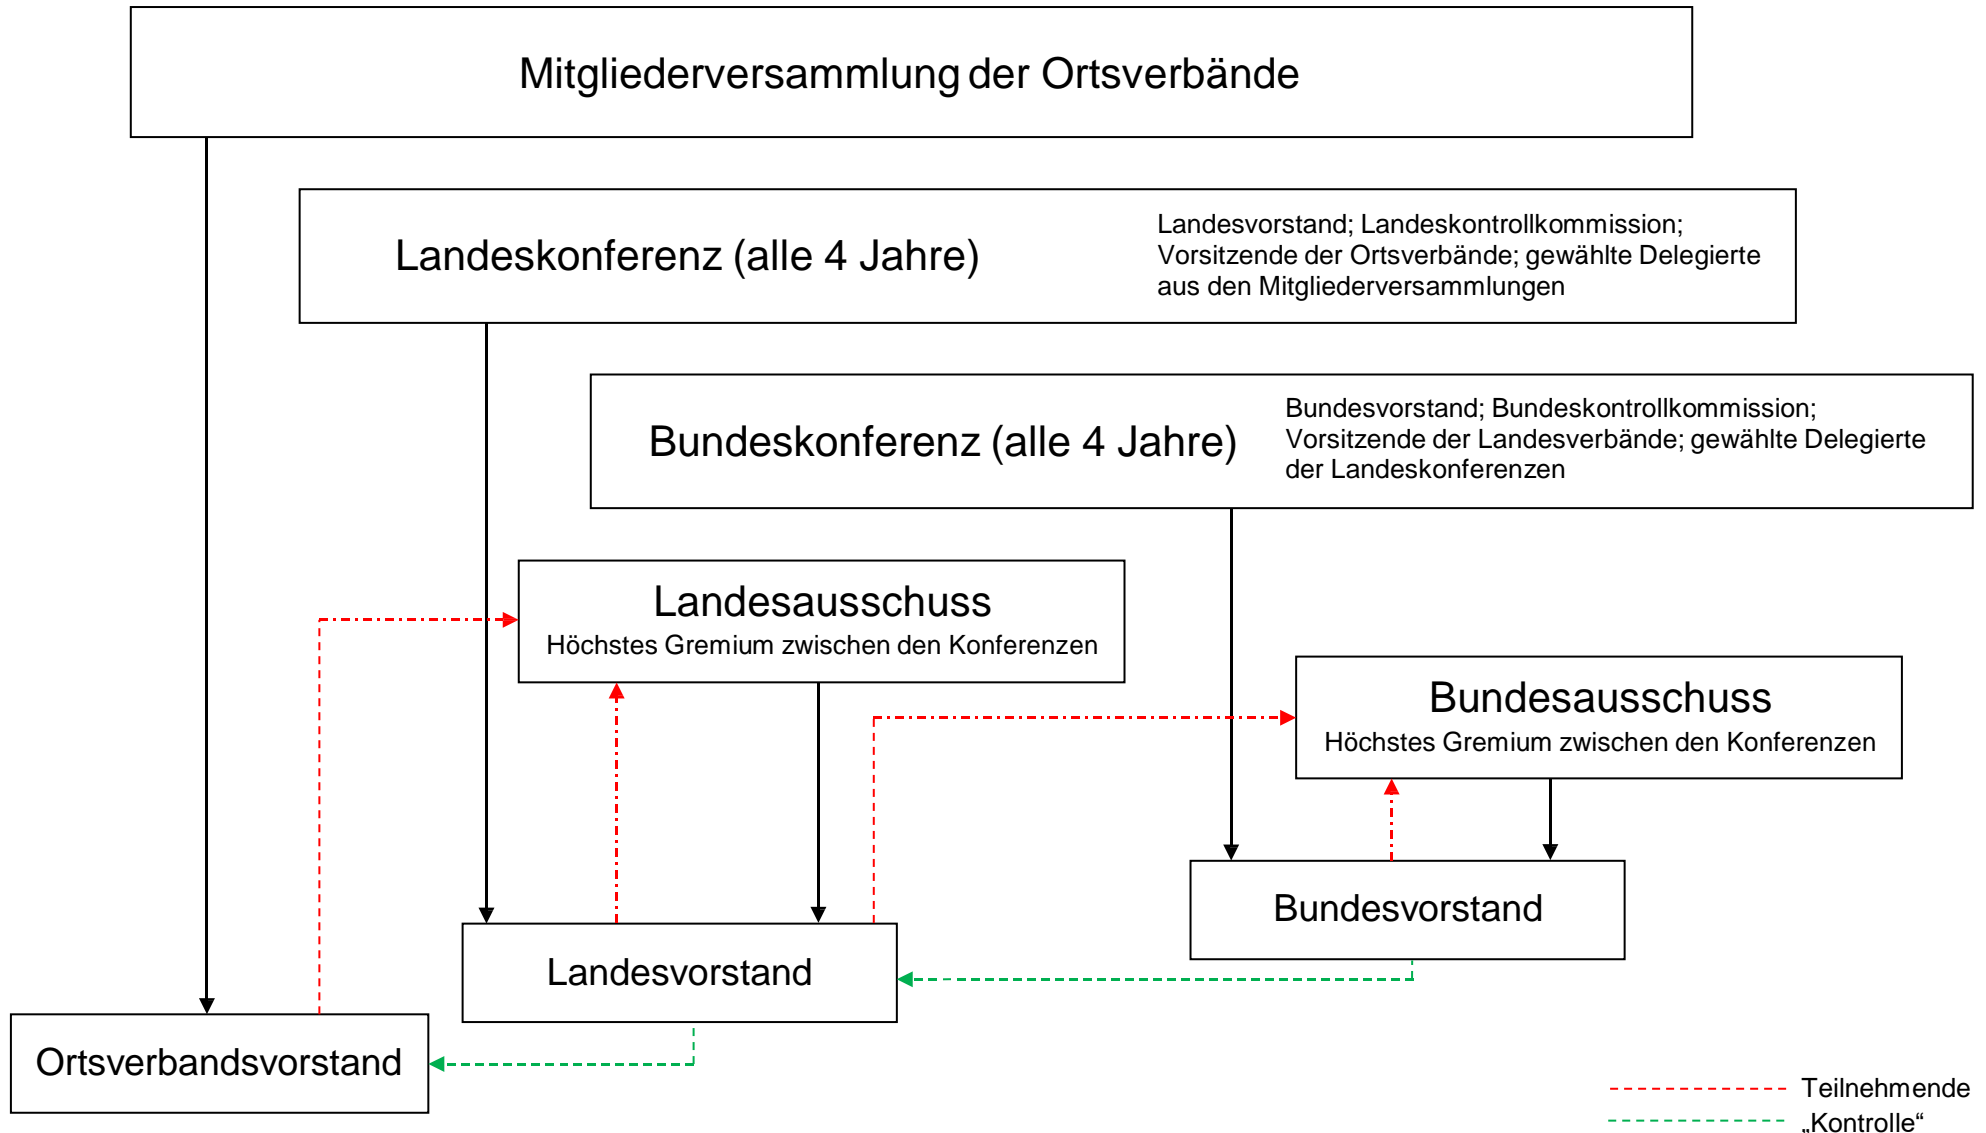 Mitgliederversammlung der Ortsverbände
Landeskonferenz (alle 4 Jahre)
Landesvorstand; Landeskontrollkommission;
Vorsitzende der Ortsverbände; gewählte Delegierte
aus den Mitgliederversammlungen
Bundeskonferenz (alle 4 Jahre)
Bundesvorstand; Bundeskontrollkommission;
Vorsitzende der Landesverbände; gewählte Delegierte
der Landeskonferenzen
Landesausschuss
Höchstes Gremium zwischen den Konferenzen
Bundesausschuss
Höchstes Gremium zwischen den Konferenzen
Bundesvorstand
Landesvorstand
Ortsverbandsvorstand
Teilnehmende
„Kontrolle“